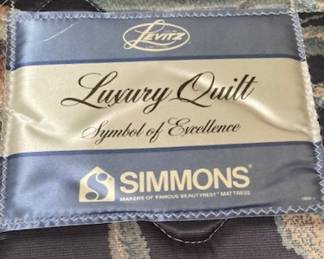 LEVITZ
Luxury Quilt
Symbol of Excellence
SIMMONS®
MAKERS OF FAMOUS BEAUTYREST® MATTRESS